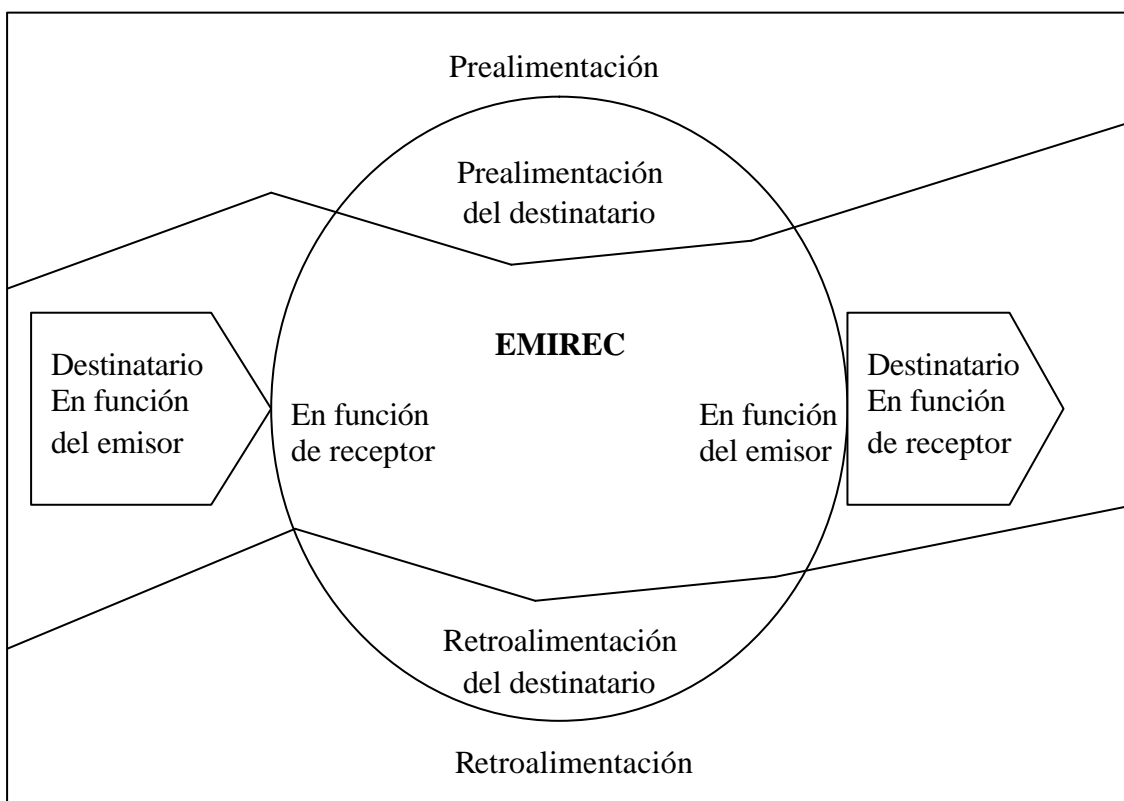 Prealimentación
Prealimentación
del destinatario
EMIREC
Destinatario
En función
del emisor
En función
de receptor
En función
del emisor
Destinatario
En función
de receptor
Retroalimentación
del destinatario
Retroalimentación